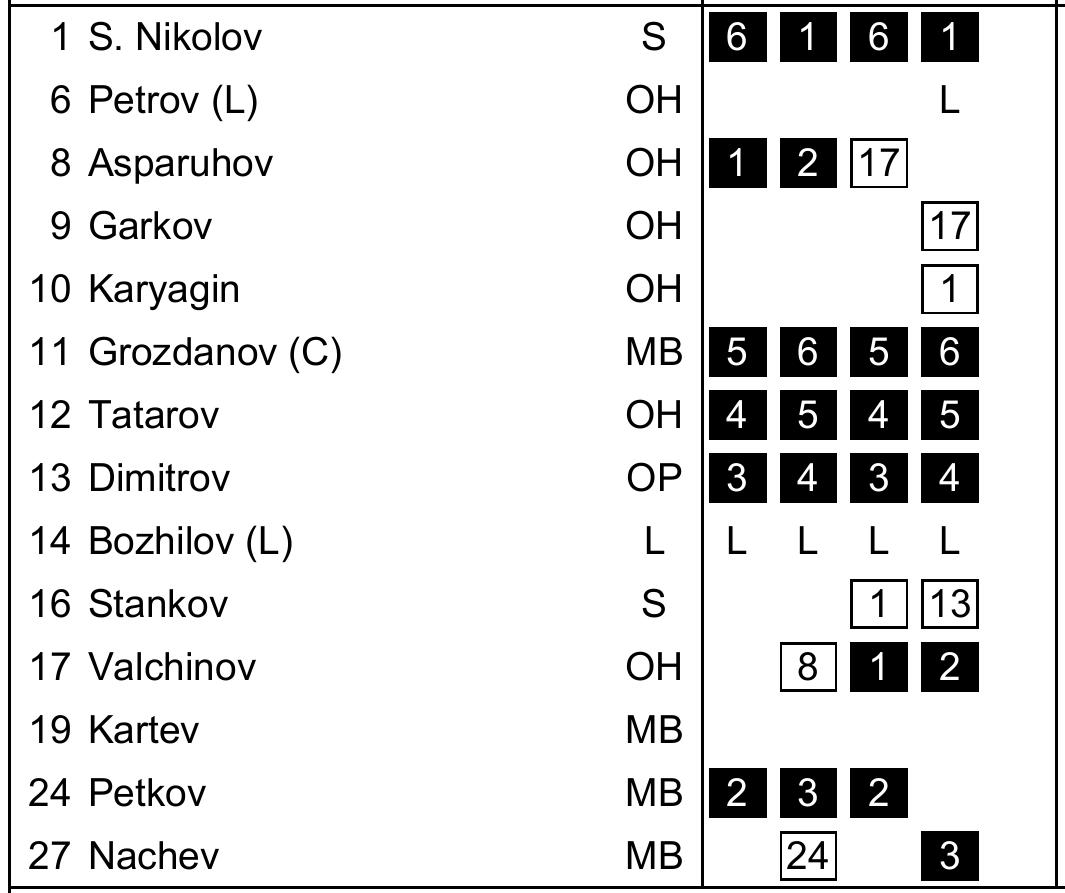 1 S. Nikolov S 6 1 6 1
6 Petrov (L) OH L
8 Asparuhov OH 1 2 17
9 Garkov OH 17
10 Karyagin OH 1
11 Grozdanov (C) MB 5 6 5 6
12 Tatarov OH 4 5 4 5
13 Dimitrov OP 3 4 3 4
14 Bozhilov (L) L L L L L
16 Stankov S 1 13
17 Valchinov OH 8 1 2
19 Kartev MB
24 Petkov MB 2 3 2
27 Nachev MB 24 3